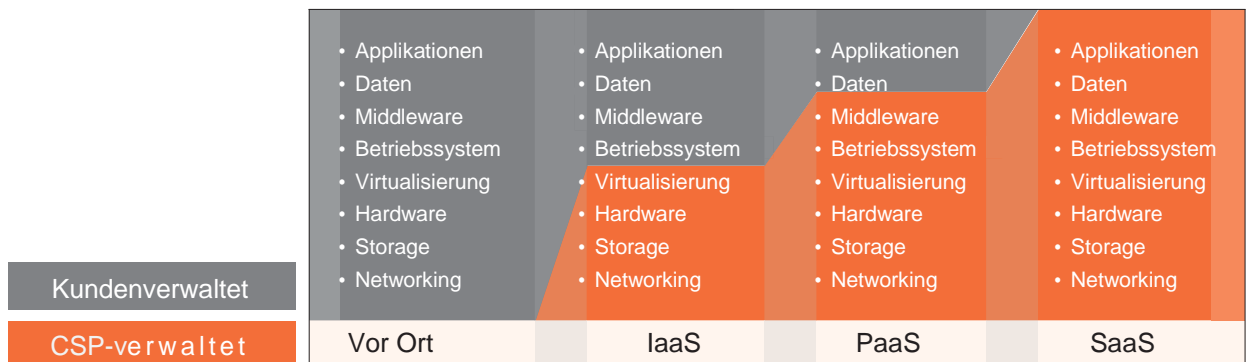 • Applikationen
• Daten
• Middleware
• Betriebssystem
• Virtualisierung
• Hardware
• Storage
• Networking
• Applikationen
• Daten
• Middleware
• Betriebssystem
• Virtualisierung
• Hardware
• Storage
• Networking
• Applikationen
• Daten
• Middleware
• Betriebssystem
• Virtualisierung
• Hardware
• Storage
• Networking
• Applikationen
• Daten
• Middleware
• Betriebssystem
• Virtualisierung
• Hardware
• Storage
• Networking
Kundenverwaltet
CSP-verwaltet
Vor Ort
IaaS
PaaS
SaaS